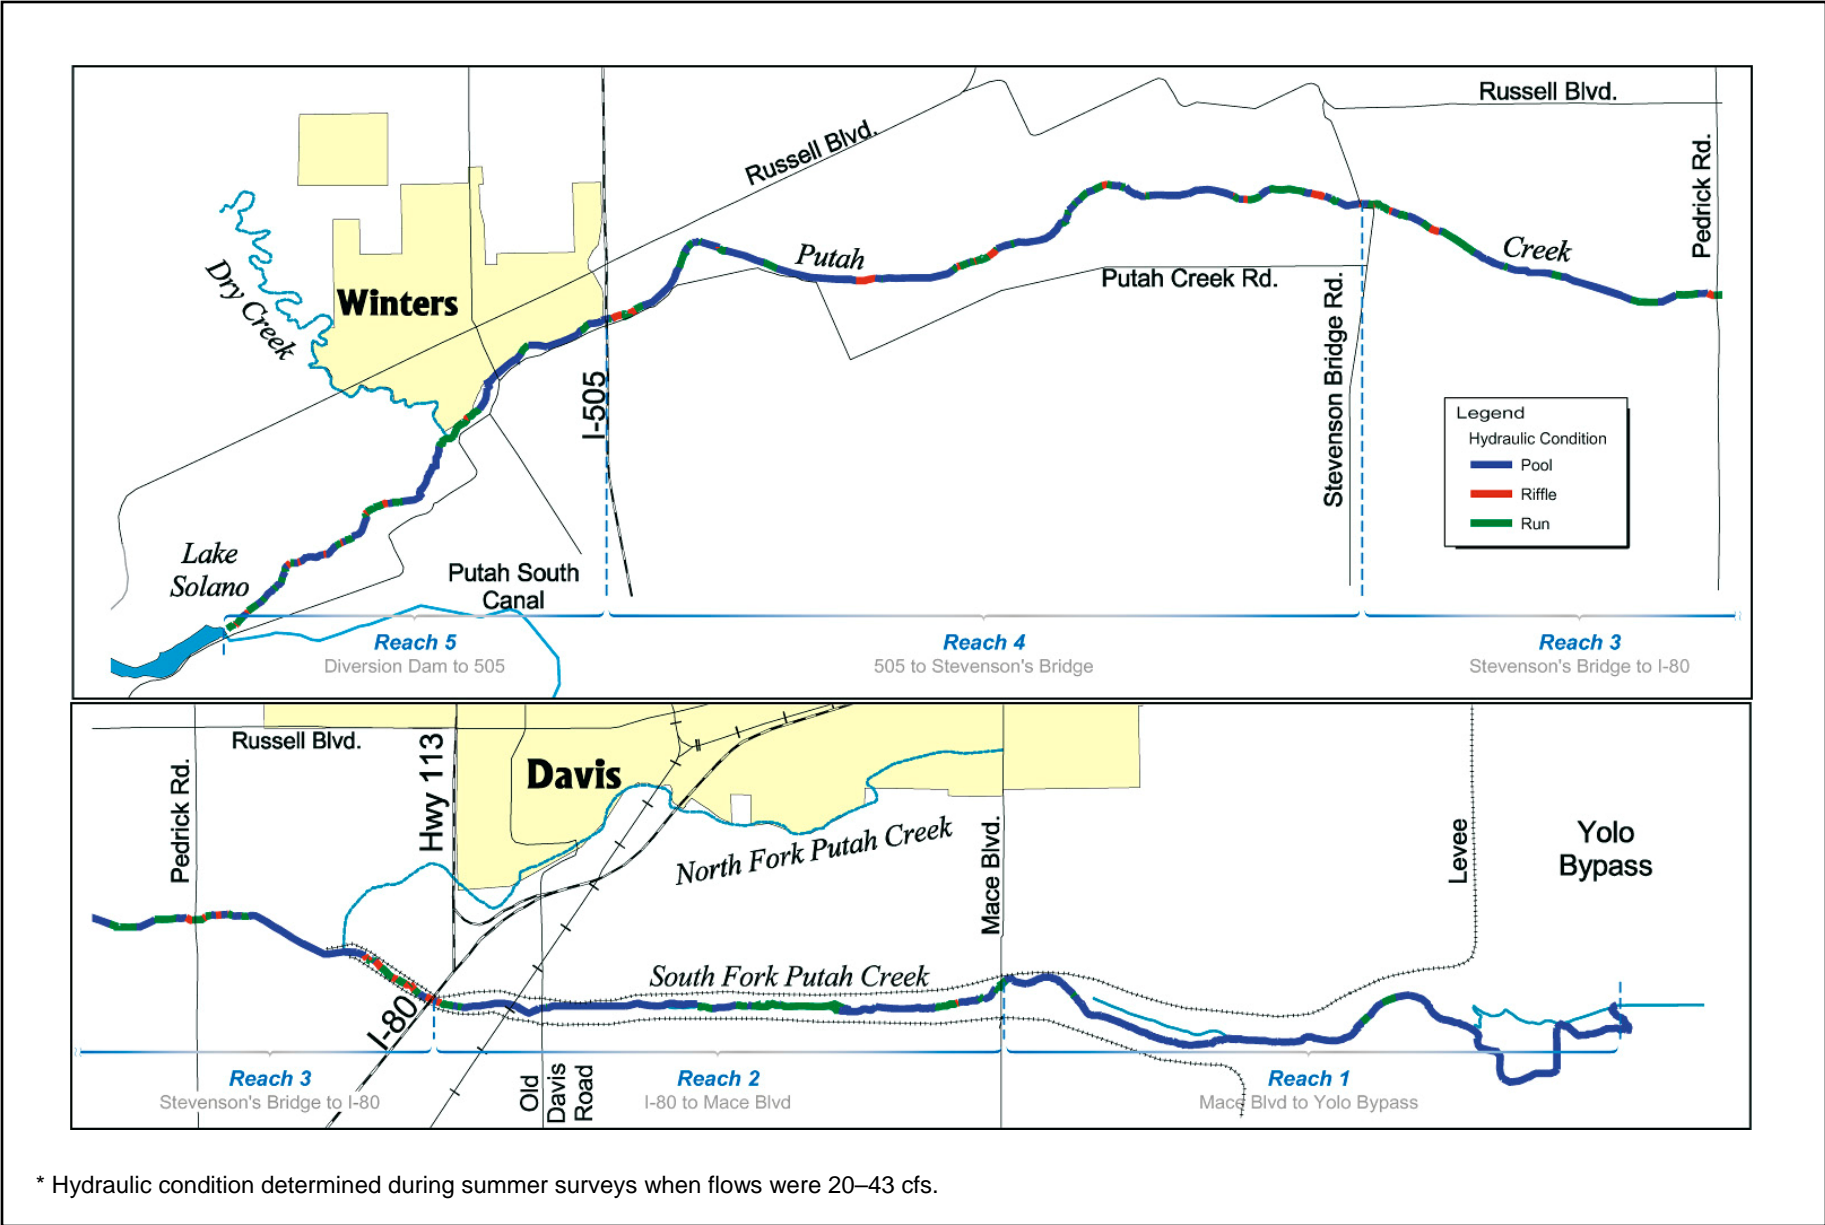 Russell Blvd.
Russell Blvd.
Pedrick Rd.
Dry Creek
Winters
Putah
Creek
Putah Creek Rd.
Stevenson Bridge Rd.
I-505
Legend
Hydraulic Condition
Pool
Riffle
Run
Lake
Solano
Putah South
Canal
Reach 5
Diversion Dam to 505
Reach 4
505 to Stevenson's Bridge
Reach 3
Stevenson's Bridge to I-80
Russell Blvd.
Pedrick Rd.
Hwy 113
Davis
North Fork Putah Creek
Mace Blvd.
Levee
Yolo
Bypass
South Fork Putah Creek
I-80
Reach 3
Stevenson's Bridge to I-80
Old
Davis
Road
Reach 2
I-80 to Mace Blvd
Reach 1
Mace Blvd to Yolo Bypass
* Hydraulic condition determined during summer surveys when flows were 20–43 cfs.